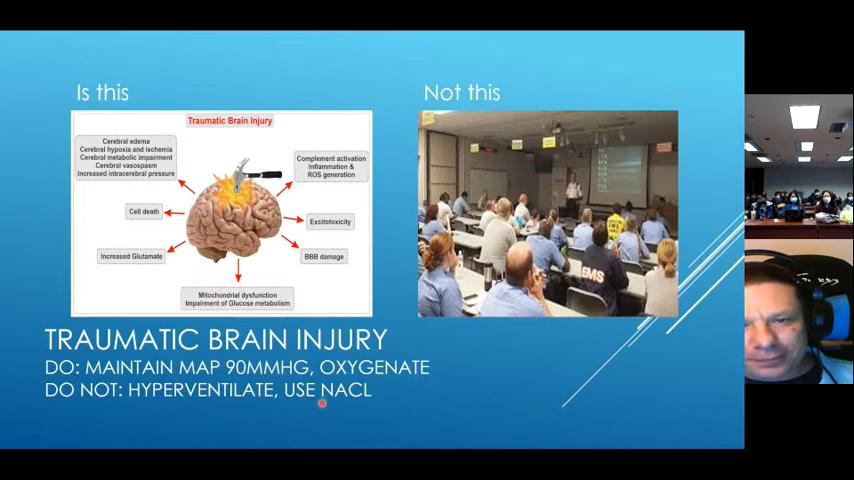 Is this
Not this
Traumatic Brain Injury
Cerebral edema
Cerebral hypoxia and ischemia
Cerebral metabolic impairment
Cerebral vasospasm
Increased intracerebral pressure
Complement activation
Inflammation &
ROS generation
Cell death
Excitotoxicity
Increased Glutamate
BBB damage
Mitochondrial dysfunction
Impairment of Glucose metabolism
EMS
TRAUMATIC BRAIN INJURY
DO: MAINTAIN MAP 90MMHG, OXYGENATE
DO NOT: HYPERVENTILATE, USE NACL